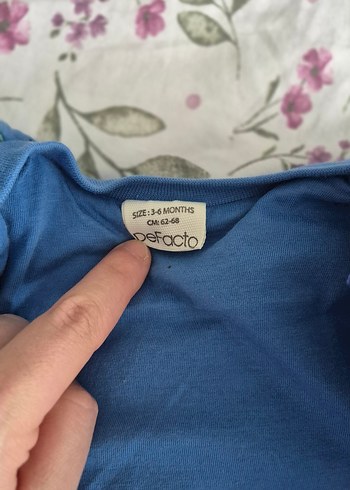 SIZE : 3-6 MONTHS
CM: 62-68
DeFacto